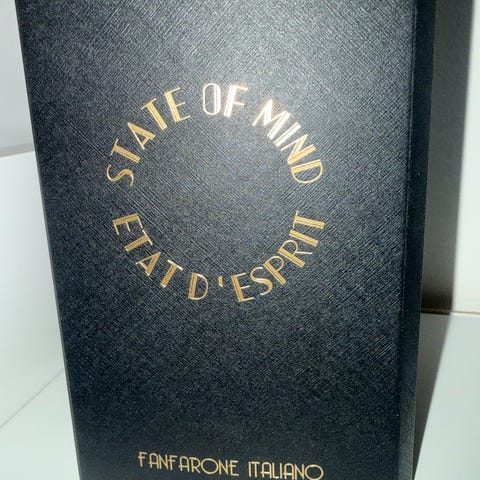 STATE OF MIND
ETAT D'ESPRIT
FANFARONE ITALIANO